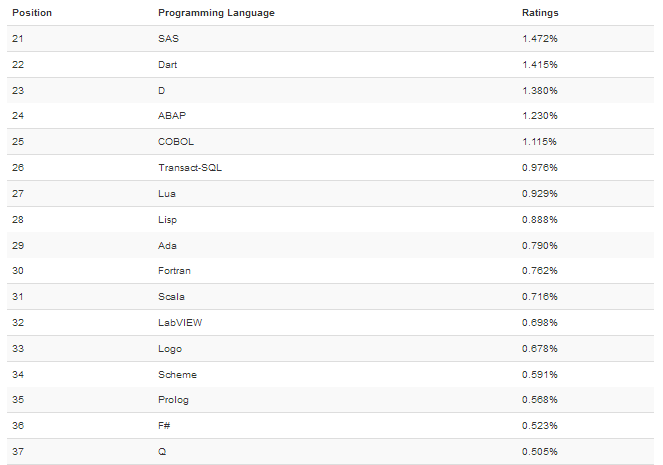 Position Programming Language Ratings
21 SAS 1.472%
22 Dart 1.415%
23 D 1.380%
24 ABAP 1.230%
25 COBOL 1.115%
26 Transact-SQL 0.976%
27 Lua 0.929%
28 Lisp 0.888%
29 Ada 0.790%
30 Fortran 0.762%
31 Scala 0.716%
32 LabVIEW 0.698%
33 Logo 0.678%
34 Scheme 0.591%
35 Prolog 0.568%
36 F# 0.523%
37 Q 0.505%